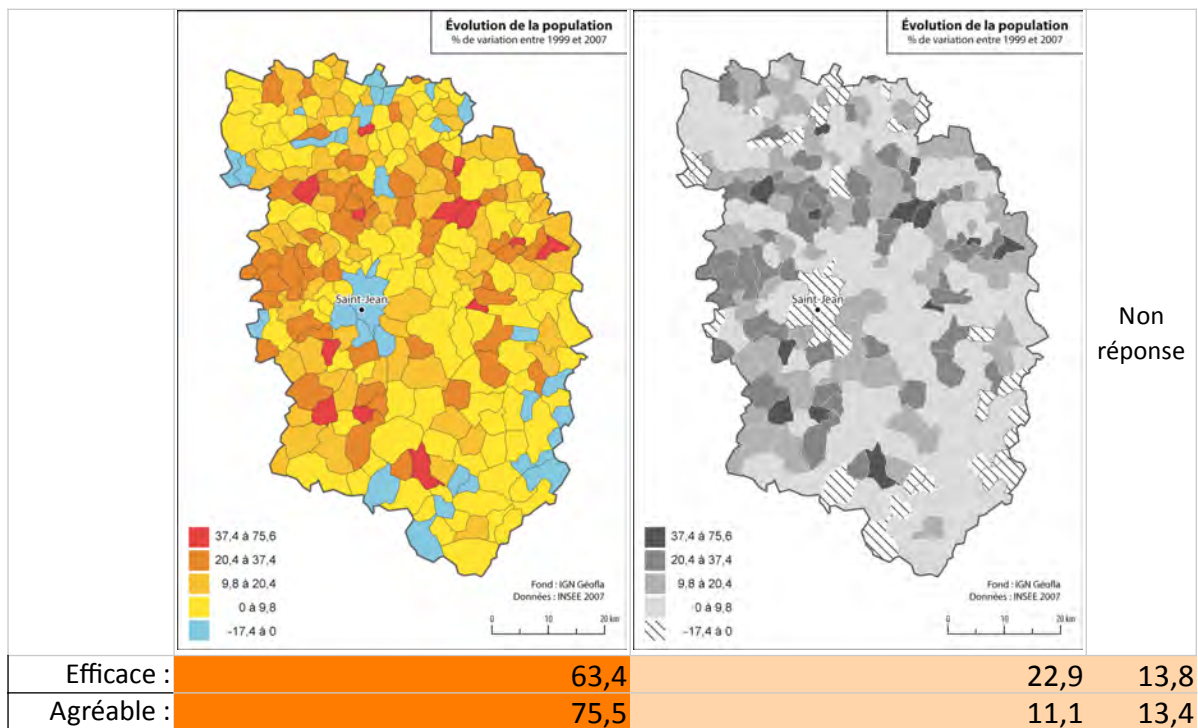 Évolution de la population
% de variation entre 1999 et 2007
Saint-Jean
37,4 à 75,6
20,4 à 37,4
9,8 à 20,4
0 à 9,8
-17,4 à 0
Fond : IGN Géofla
Données : INSEE 2007
0 10 20 km
Évolution de la population
% de variation entre 1999 et 2007
Saint-Jean
37,4 à 75,6
20,4 à 37,4
9,8 à 20,4
0 à 9,8
-17,4 à 0
Fond : IGN Géofla
Données : INSEE 2007
0 10 20 km
Non
réponse
Efficace : 63,4 22,9 13,8
Agréable : 75,5 11,1 13,4